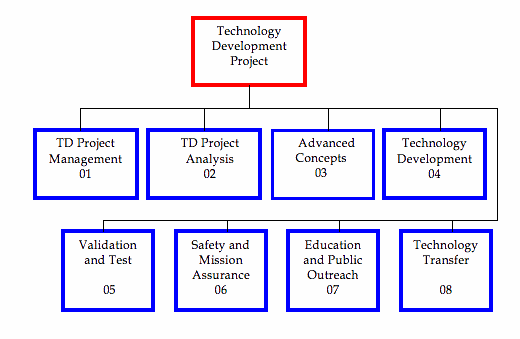 Technology
Development
Project
TD Project
Management
01
TD Project
Analysis
02
Advanced
Concepts
03
Technology
Development
04
Validation
and Test
05
Safety and
Mission
Assurance
06
Education
and Public
Outreach
07
Technology
Transfer
08